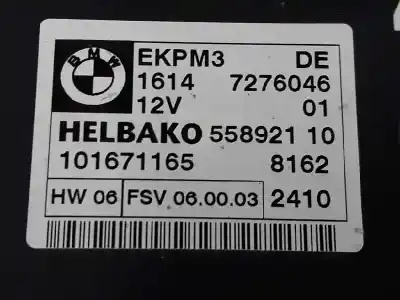 BMW
EKPM3 DE
1614 7276046
12V 01
HELBAKO 558921 10
101671165 8162
HW 06 FSV 06.00.03 2410